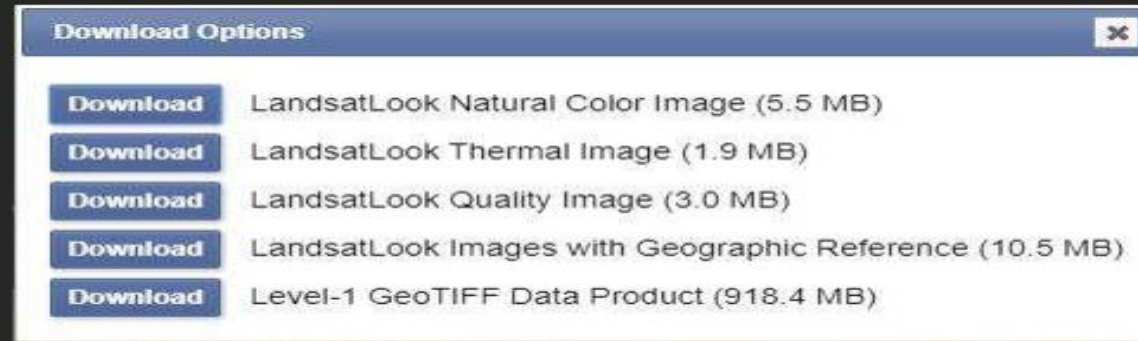 Download Options
Download LandsatLook Natural Color Image (5.5 MB)
Download LandsatLook Thermal Image (1.9 MB)
Download LandsatLook Quality Image (3.0 MB)
Download LandsatLook Images with Geographic Reference (10.5 MB)
Download Level-1 GeoTIFF Data Product (918.4 MB)